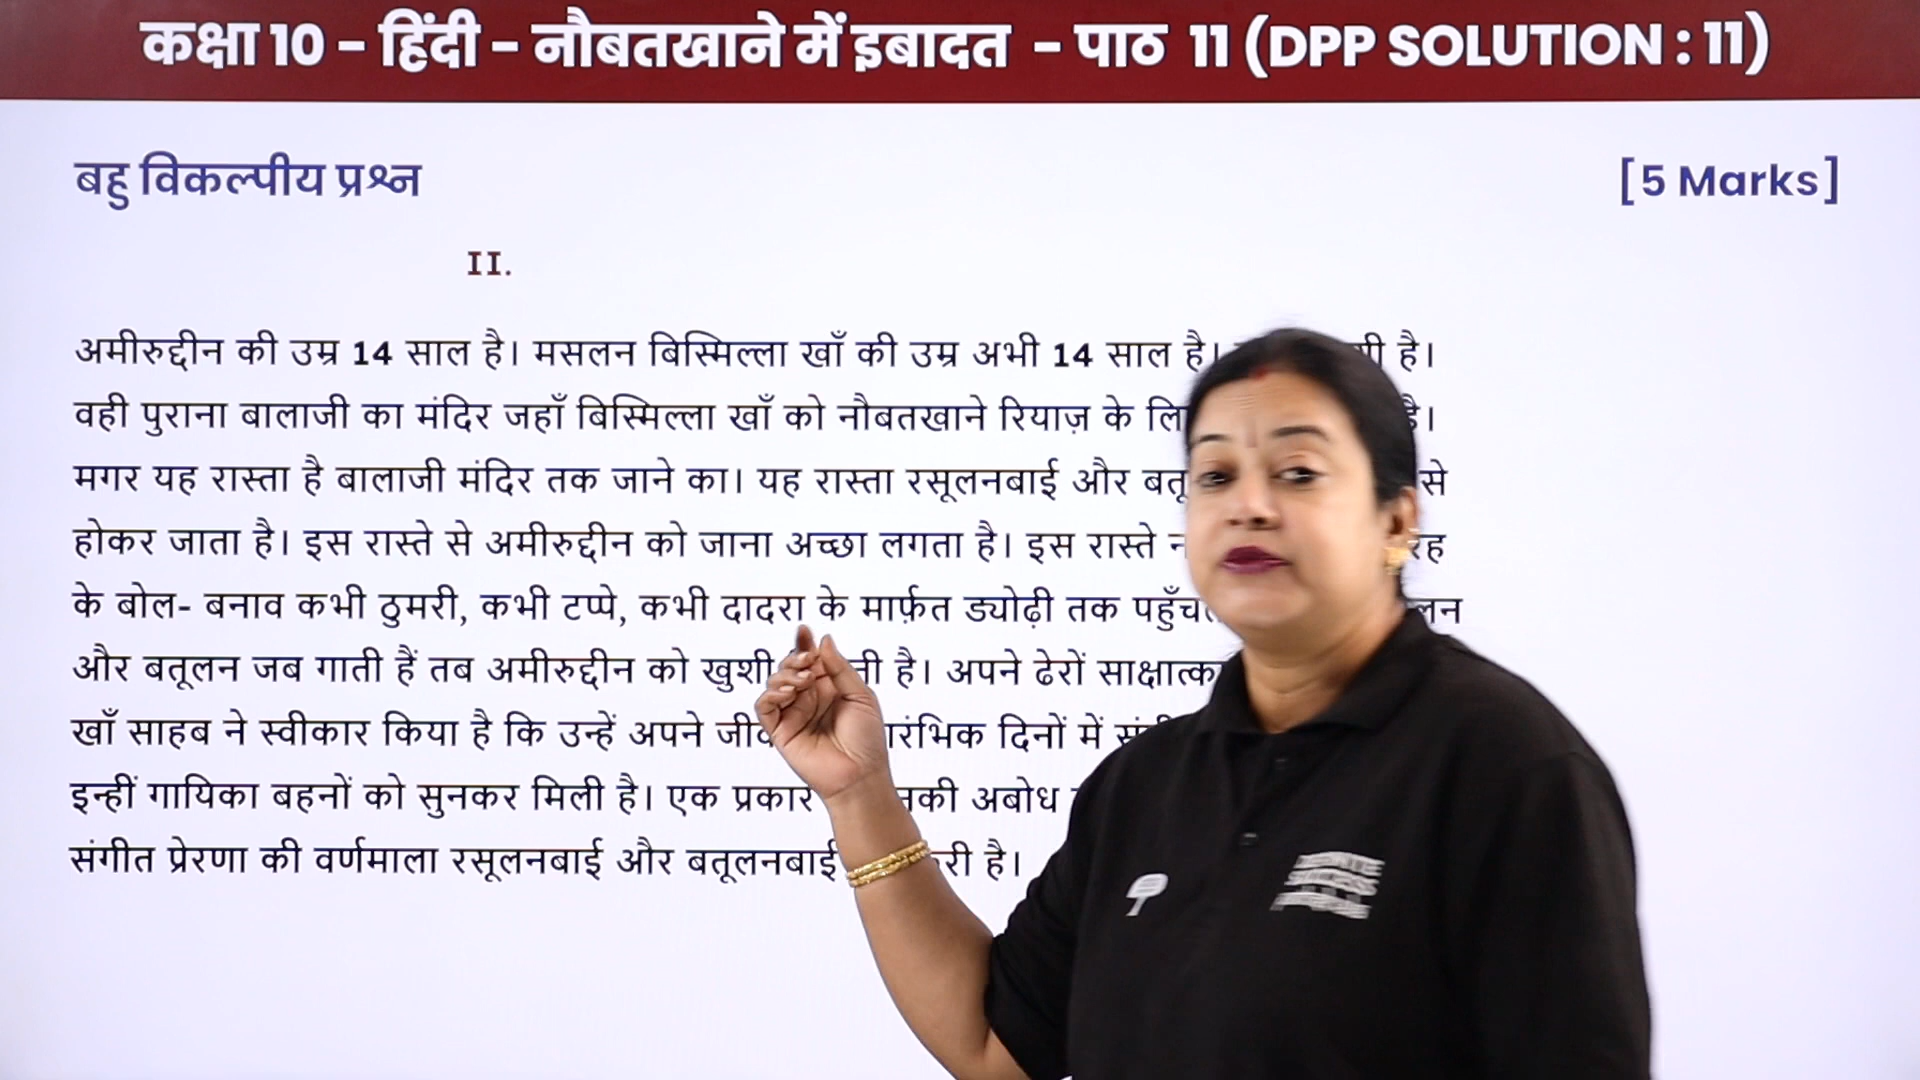 कक्षा 10 - हिंदी - नौबतखाने में इबादत - पाठ 11 (DPP SOLUTION : 11)
बहु विकल्पीय प्रश्न
[5 Marks]
II.
अमीरुद्दीन की उम्र 14 साल है। मसलन बिस्मिल्ला खाँ की उम्र अभी 14 साल है। है।
वही पुराना बालाजी का मंदिर जहाँ बिस्मिल्ला खाँ को नौबतखाने रियाज़ के है।
मगर यह रास्ता है बालाजी मंदिर तक जाने का। यह रास्ता रसूलनबाई और से
होकर जाता है। इस रास्ते से अमीरुद्दीन को जाना अच्छा लगता है। इस रास्ते
के बोल- बनाव कभी ठुमरी, कभी टप्पे, कभी दादरा के मार्फ़त ड्योढ़ी तक
और बतूलन जब गाती हैं तब अमीरुद्दीन को खुशी है। अपने ढेरों
खाँ साहब ने स्वीकार किया है कि उन्हें अपने दिनों में
इन्हीं गायिका बहनों को सुनकर मिली है। एक प्रकार अबोध
संगीत प्रेरणा की वर्णमाला रसूलनबाई और बतूलनबाई है।